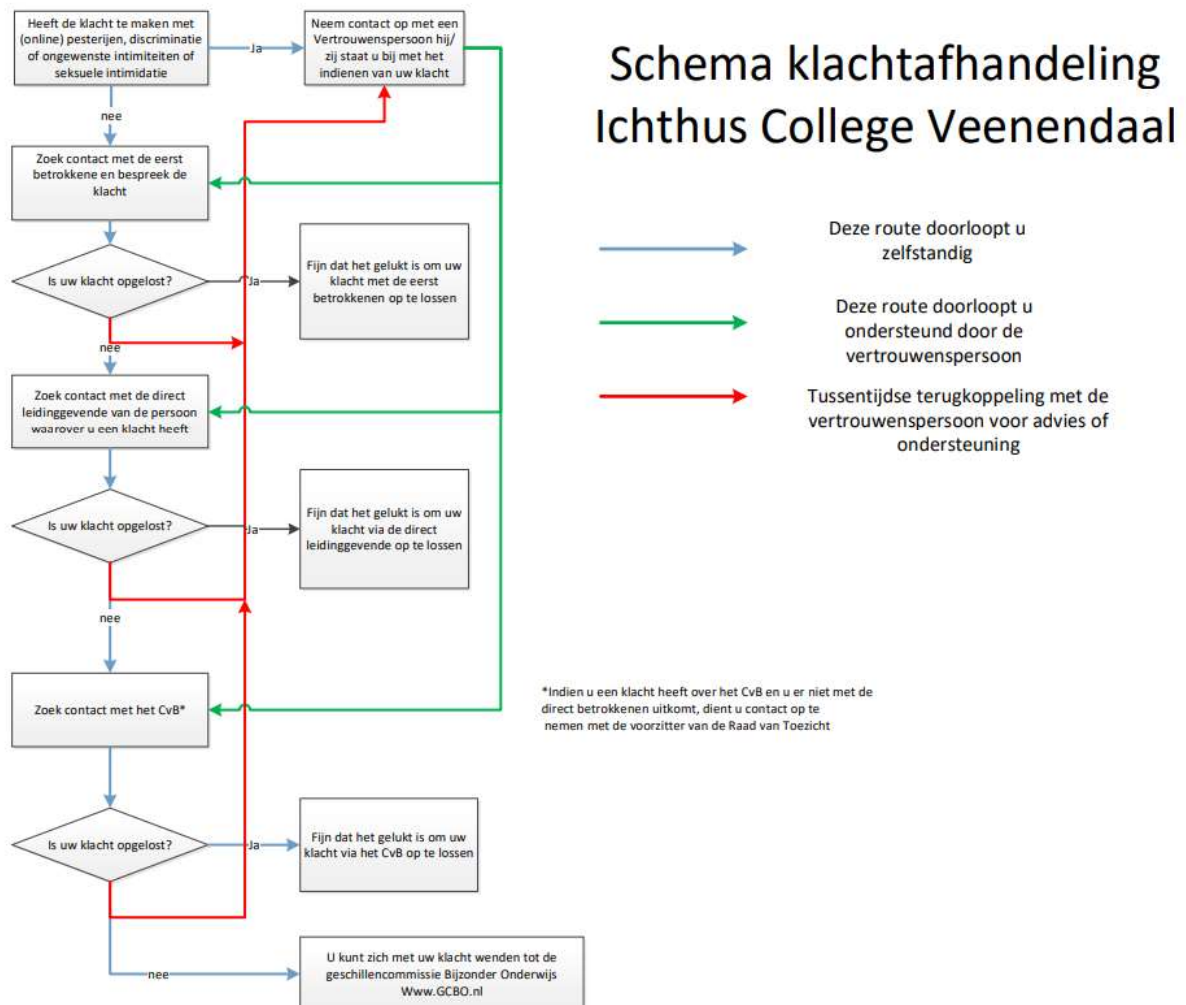 Heeft de klacht te maken met
(online) pesterijen, discriminatie
of ongewenste intimiteiten of
seksuele intimidatie
Ja
Neem contact op met een
Vertrouwenspersoon hij/
zij staat u bij met het
indienen van uw klacht
nee
Zoek contact met de eerst
betrokkene en bespreek de
klacht
Is uw klacht opgelost?
Ja
Fijn dat het gelukt is om uw
klacht met de eerst
betrokkenen op te lossen
nee
Zoek contact met de direct
leidinggevende van de persoon
waarover u een klacht heeft
Is uw klacht opgelost?
Ja
Fijn dat het gelukt is om uw
klacht via de direct
leidinggevende op te lossen
nee
Zoek contact met het CvB*
Is uw klacht opgelost?
Ja
Fijn dat het gelukt is om uw
klacht via het CvB op te lossen
nee
U kunt zich met uw klacht wenden tot de
geschillencommissie Bijzonder Onderwijs
Www.GCBO.nl
Schema klachtafhandeling
Ichthus College Veenendaal
Deze route doorloopt u
zelfstandig
Deze route doorloopt u
ondersteund door de
vertrouwenspersoon
Tussentijdse terugkoppeling met de
vertrouwenspersoon voor advies of
ondersteuning
*Indien u een klacht heeft over het CvB en u er niet met de
direct betrokkenen uitkomt, dient u contact op te
nemen met de voorzitter van de Raad van Toezicht